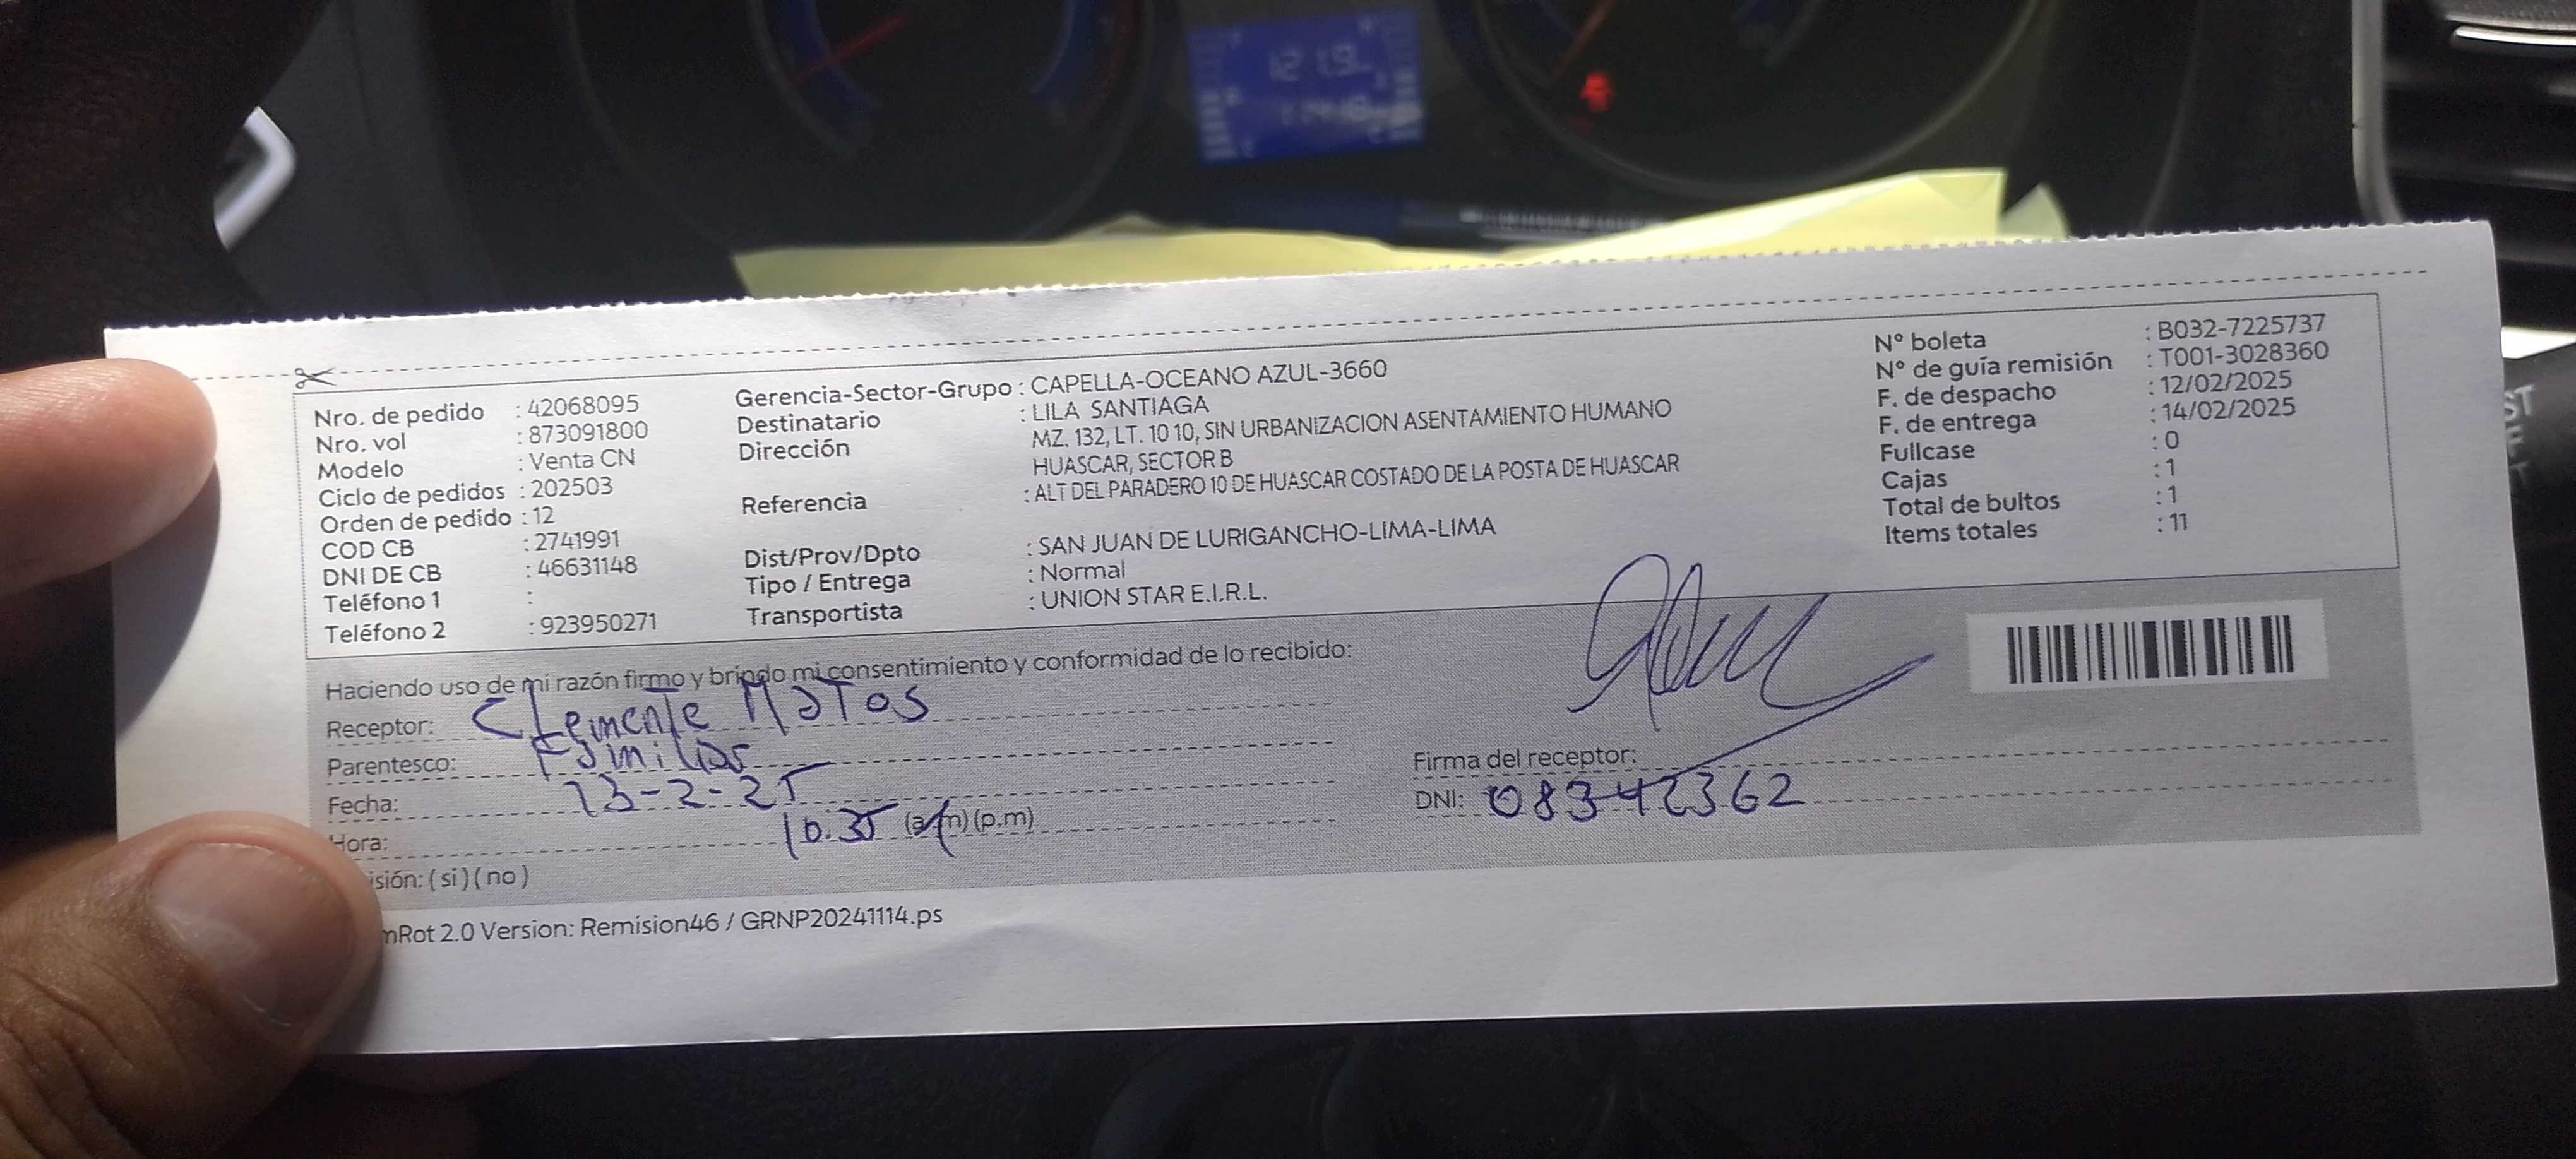 Nro. de pedido : 42068095
Nro. vol : 873091800
Modelo : Venta CN
Ciclo de pedidos : 202503
Orden de pedido : 12
COD CB : 2741991
DNI DE CB : 46631148
Teléfono 1 :
Teléfono 2 : 923950271
Gerencia-Sector-Grupo : CAPELLA-OCEANO AZUL-3660
Destinatario : LILA SANTIAGA
Dirección MZ. 132, LT. 10 10, SIN URBANIZACION ASENTAMIENTO HUMANO
HUASCAR, SECTOR B
Referencia : ALT DEL PARADERO 10 DE HUASCAR COSTADO DE LA POSTA DE HUASCAR
Dist/Prov/Dpto : SAN JUAN DE LURIGANCHO-LIMA-LIMA
Tipo / Entrega : Normal
Transportista : UNION STAR E.I.R.L.
N° boleta : B032-7225737
N° de guía remisión : T001-3028360
F. de despacho : 12/02/2025
F. de entrega : 14/02/2025
Fullcase : 0
Cajas : 1
Total de bultos : 1
Items totales : 11
Haciendo uso de mi razón firmo y brindo mi consentimiento y conformidad de lo recibido:
Receptor: Clemente Matos
Parentesco: Familiar
Fecha: 13-2-25
Hora: 10:35 (a.m) (p.m)
isión: ( si ) ( no )
Firma del receptor:
DNI: 08342362
mRot 2.0 Version: Remision46 / GRNP20241114.ps